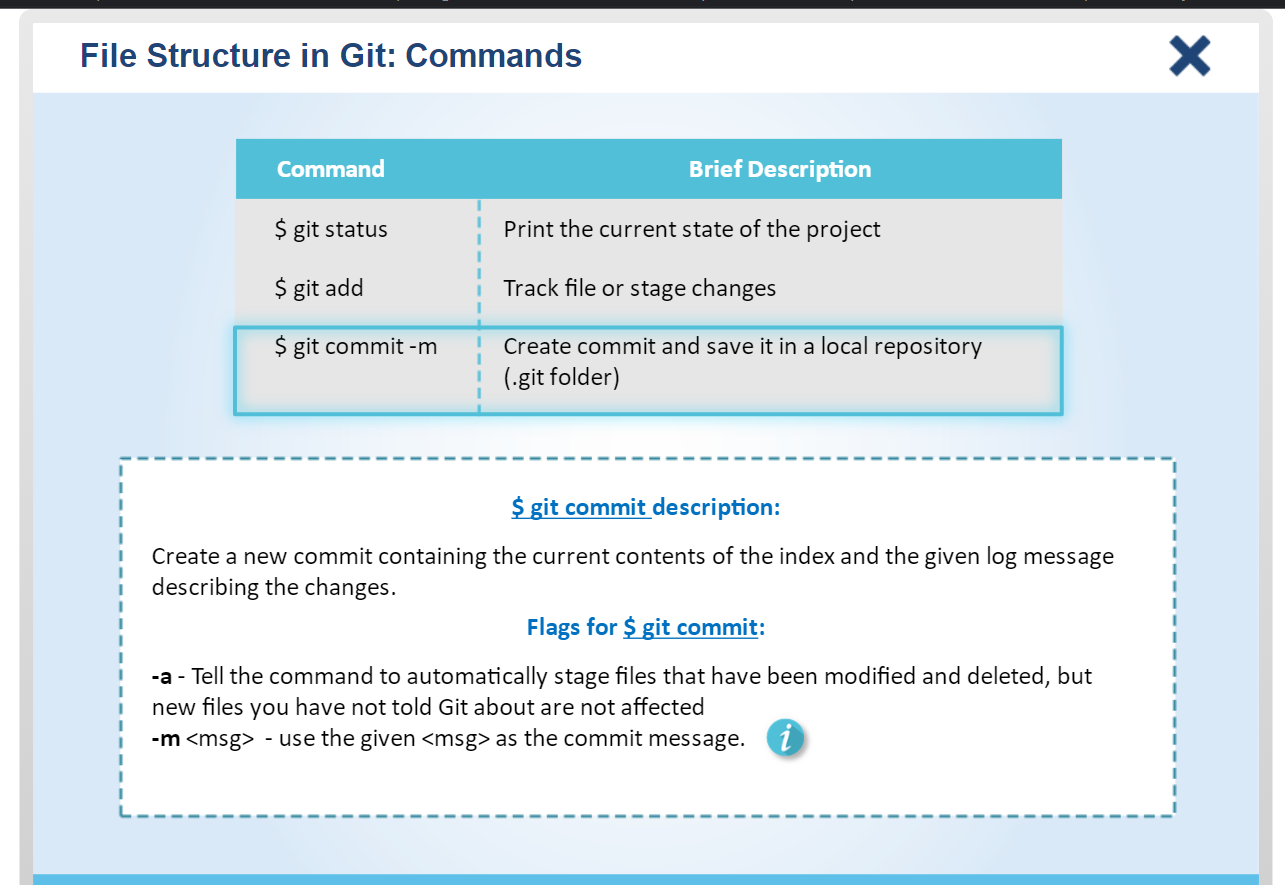 File Structure in Git: Commands
Command Brief Description
$ git status Print the current state of the project
$ git add Track file or stage changes
$ git commit -m Create commit and save it in a local repository
(.git folder)
$ git commit description:
Create a new commit containing the current contents of the index and the given log message
describing the changes.
Flags for $ git commit:
-a - Tell the command to automatically stage files that have been modified and deleted, but
new files you have not told Git about are not affected
-m <msg> - use the given <msg> as the commit message. i